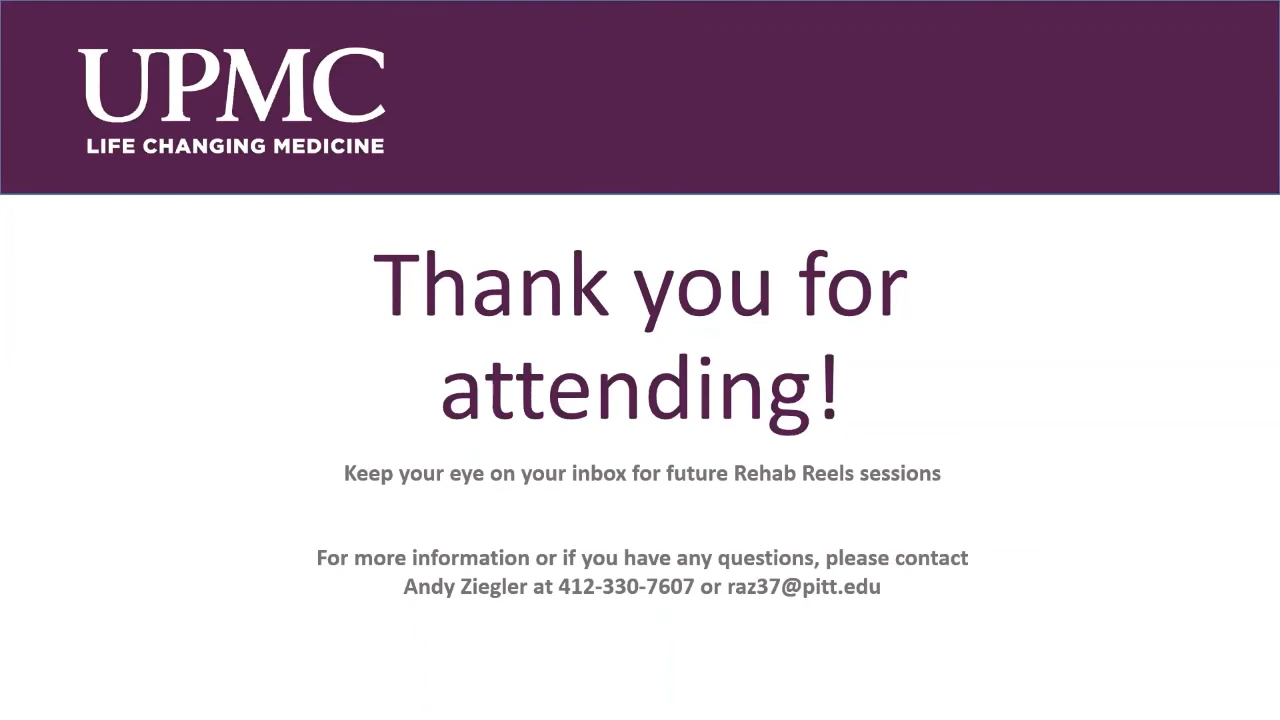 UPMC
LIFE CHANGING MEDICINE
Thank you for
attending!
Keep your eye on your inbox for future Rehab Reels sessions
For more information or if you have any questions, please contact
Andy Ziegler at 412-330-7607 or raz37@pitt.edu